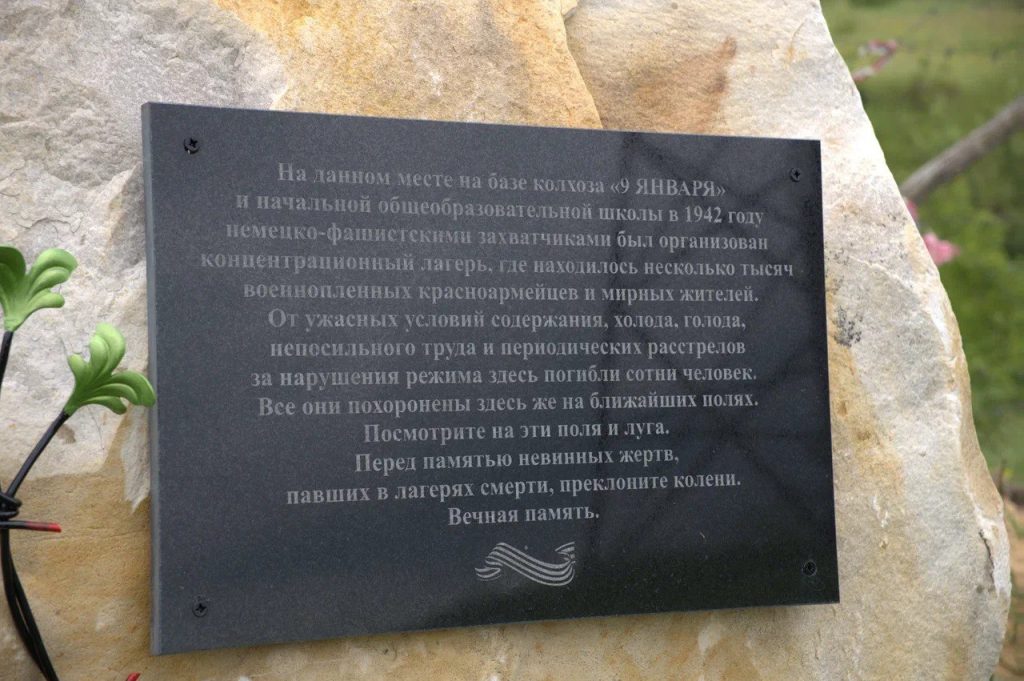 На данном месте на базе колхоза «9 ЯНВАРЯ»
и начальной общеобразовательной школы в 1942 году
немецко-фашистскими захватчиками был организован
концентрационный лагерь, где находилось несколько тысяч
военнопленных красноармейцев и мирных жителей.
От ужасных условий содержания, холода, голода,
непосильного труда и периодических расстрелов
за нарушения режима здесь погибли сотни человек.
Все они похоронены здесь же на ближайших полях.
Посмотрите на эти поля и луга.
Перед памятью невинных жертв,
павших в лагерях смерти, преклоните колени.
Вечная память.